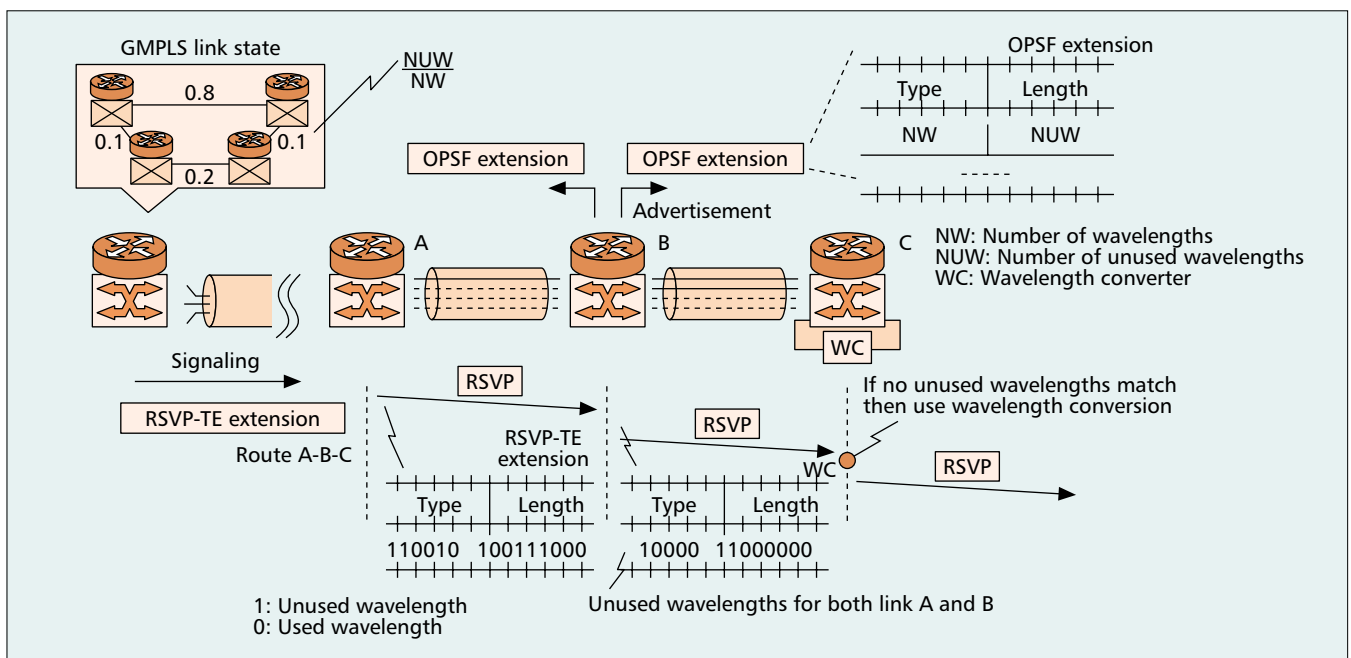 GMPLS link state
NUW
NW
0.8
0.1
0.1
0.2
OPSF extension
OPSF extension
Advertisement
OPSF extension
Type Length
NW NUW
A
B
C
NW: Number of wavelengths
NUW: Number of unused wavelengths
WC: Wavelength converter
WC
Signaling
RSVP-TE extension
Route A-B-C
RSVP
RSVP-TE
extension
RSVP
WC
If no unused wavelengths match
then use wavelength conversion
RSVP
Type Length
110010 100111000
Type Length
10000 11000000
1: Unused wavelength
0: Used wavelength
Unused wavelengths for both link A and B